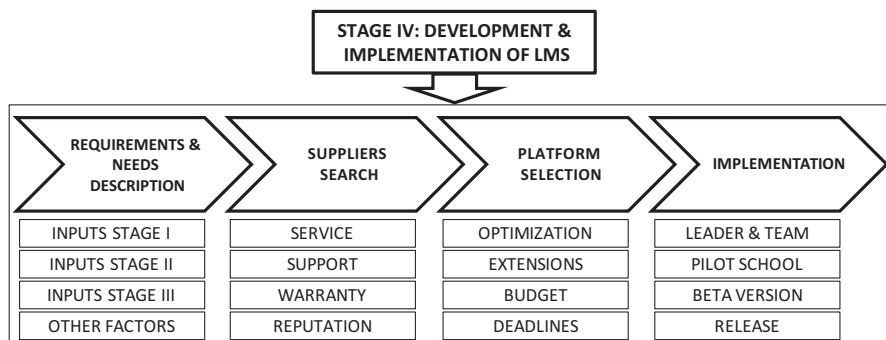 STAGE IV: DEVELOPMENT &
IMPLEMENTATION OF LMS
REQUIREMENTS &
NEEDS
DESCRIPTION
SUPPLIERS
SEARCH
PLATFORM
SELECTION
IMPLEMENTATION
INPUTS STAGE I
SERVICE
OPTIMIZATION
LEADER & TEAM
INPUTS STAGE II
SUPPORT
EXTENSIONS
PILOT SCHOOL
INPUTS STAGE III
WARRANTY
BUDGET
BETA VERSION
OTHER FACTORS
REPUTATION
DEADLINES
RELEASE